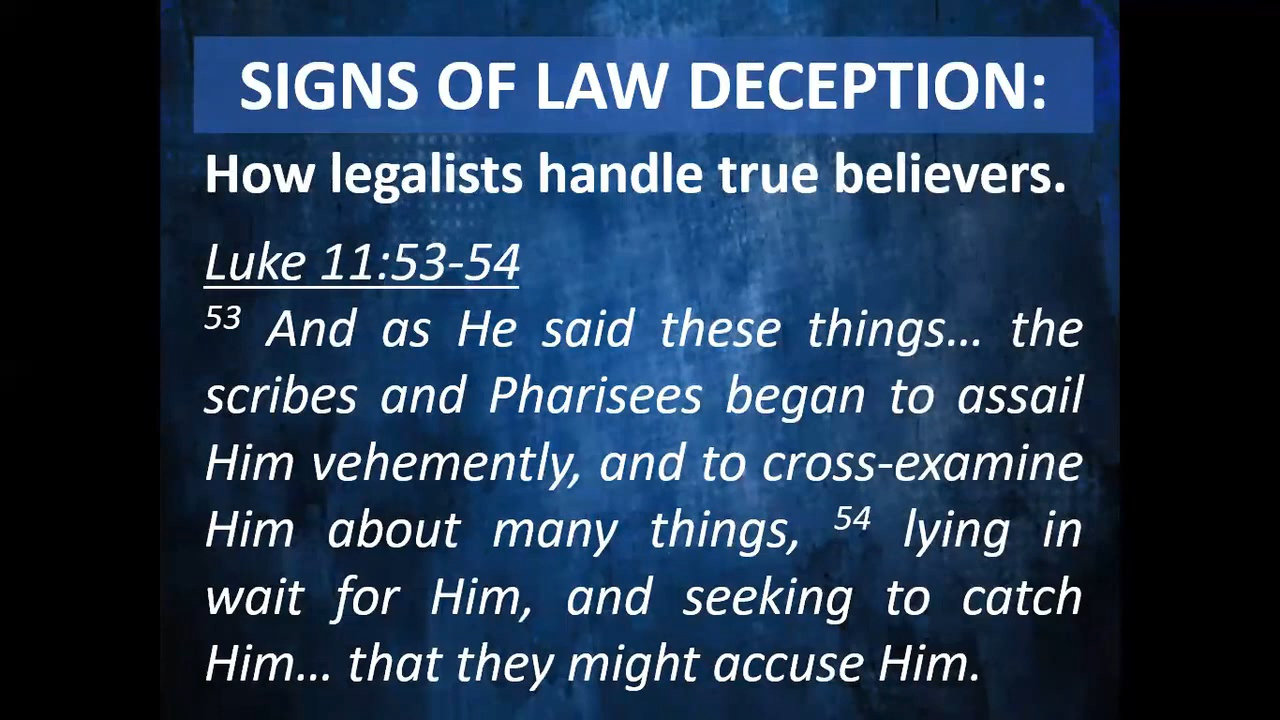 SIGNS OF LAW DECEPTION:
How legalists handle true believers.
Luke 11:53-54
53 And as He said these things... the
scribes and Pharisees began to assail
Him vehemently, and to cross-examine
Him about many things, 54 lying in
wait for Him, and seeking to catch
Him... that they might accuse Him.